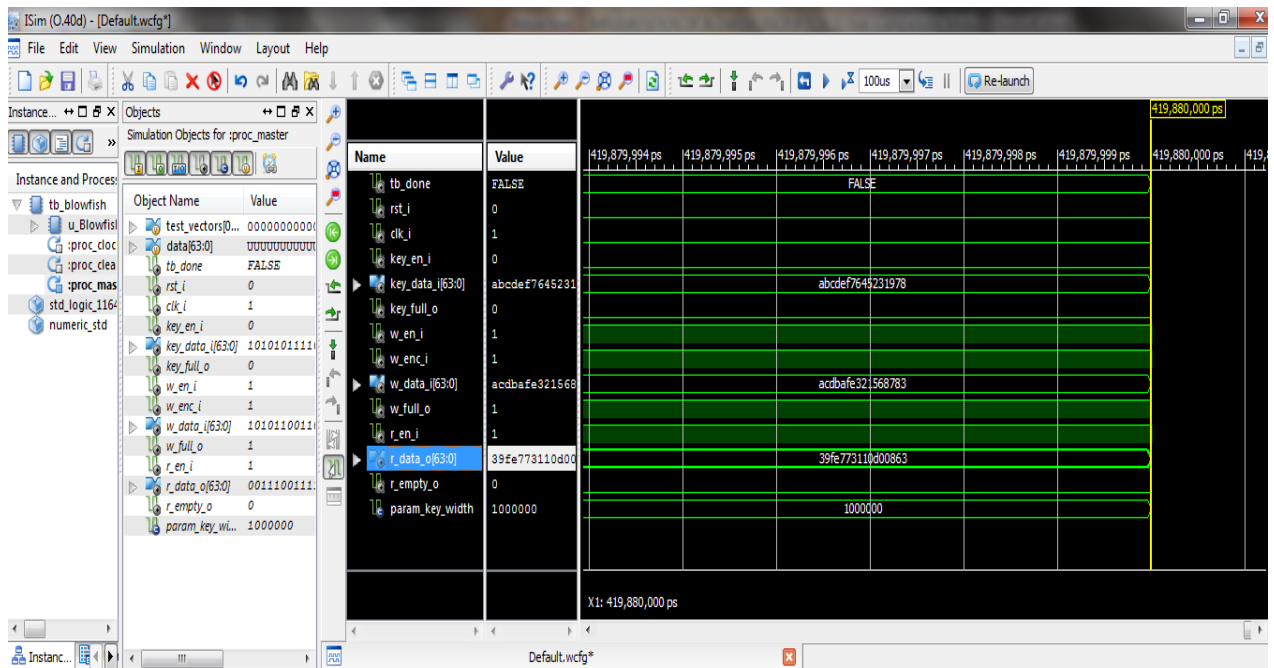 ISim (O.40d) - [Default.wcfg*]
File Edit View Simulation Window Layout Help
100us
Re-launch
Instance...
Instance and Proces
tb_blowfish
u_Blowfis
:proc_cloc
:proc_clea
:proc_mas
std_logic_1164
numeric_std
Instanc...
Objects
Simulation Objects for :proc_master
Object Name Value
test_vectors[0... 0000000000
data[63:0] UUUUUUUUUU
tb_done FALSE
rst_i 0
clk_i 1
key_en_i 0
key_data_i[63:0] 1010101111
key_full_o 0
w_en_i 1
w_enc_i 1
w_data_i[63:0] 1010110011
w_full_o 1
r_en_i 1
r_data_o[63:0] 0011100111
r_empty_o 0
param_key_wi... 1000000
419,880,000 ps
Name Value 419,879,994 ps 419,879,995 ps 419,879,996 ps 419,879,997 ps 419,879,998 ps 419,879,999 ps 419,880,000 ps 419,8
tb_done FALSE FALSE
rst_i 0
clk_i 1
key_en_i 0
key_data_i[63:0] abcdef7645231 abcdef7645231978
key_full_o 0
w_en_i 1
w_enc_i 1
w_data_i[63:0] acdbafe321568 acdbafe321568783
w_full_o 1
r_en_i 1
r_data_o[63:0] 39fe773110d00 39fe773110d00863
r_empty_o 0
param_key_width 1000000 1000000
X1: 419,880,000 ps
Default.wcfg*